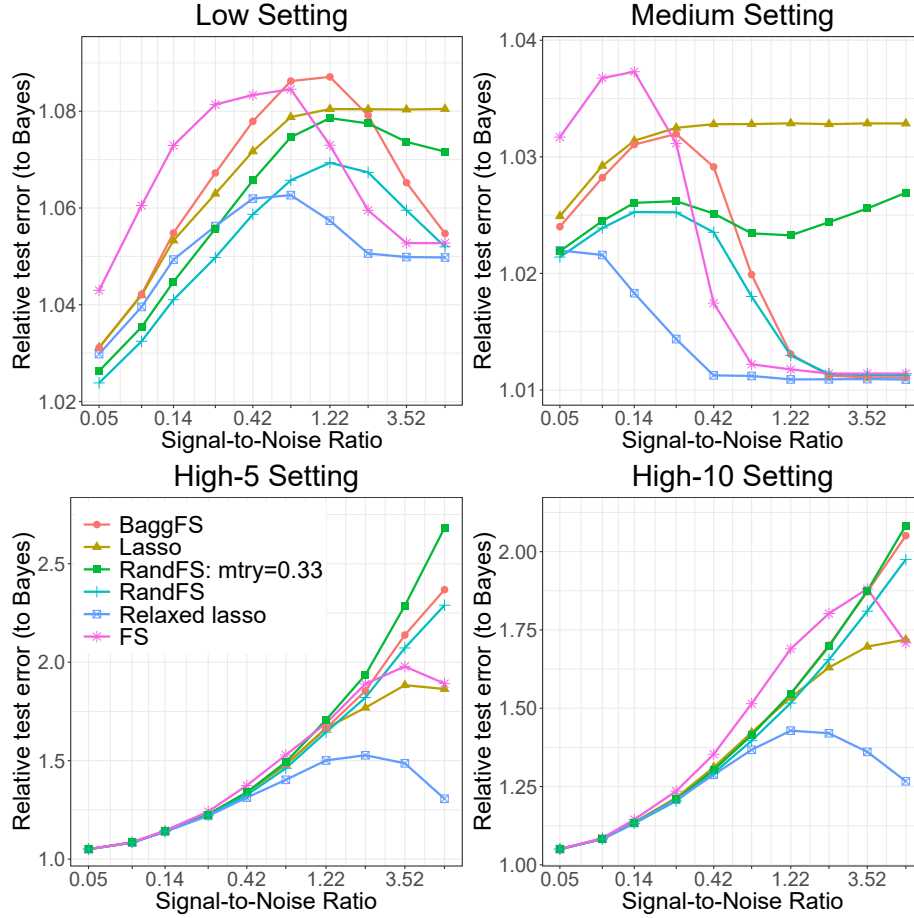 Low Setting
Relative test error (to Bayes)
1.08
1.06
1.04
1.02
0.05 0.14 0.42 1.22 3.52
Signal-to-Noise Ratio
Medium Setting
Relative test error (to Bayes)
1.04
1.03
1.02
1.01
0.05 0.14 0.42 1.22 3.52
Signal-to-Noise Ratio
High-5 Setting
Relative test error (to Bayes)
2.5
2.0
1.5
1.0
BaggFS
Lasso
RandFS: mtry=0.33
RandFS
Relaxed lasso
FS
0.05 0.14 0.42 1.22 3.52
Signal-to-Noise Ratio
High-10 Setting
Relative test error (to Bayes)
2.00
1.75
1.50
1.25
1.00
0.05 0.14 0.42 1.22 3.52
Signal-to-Noise Ratio